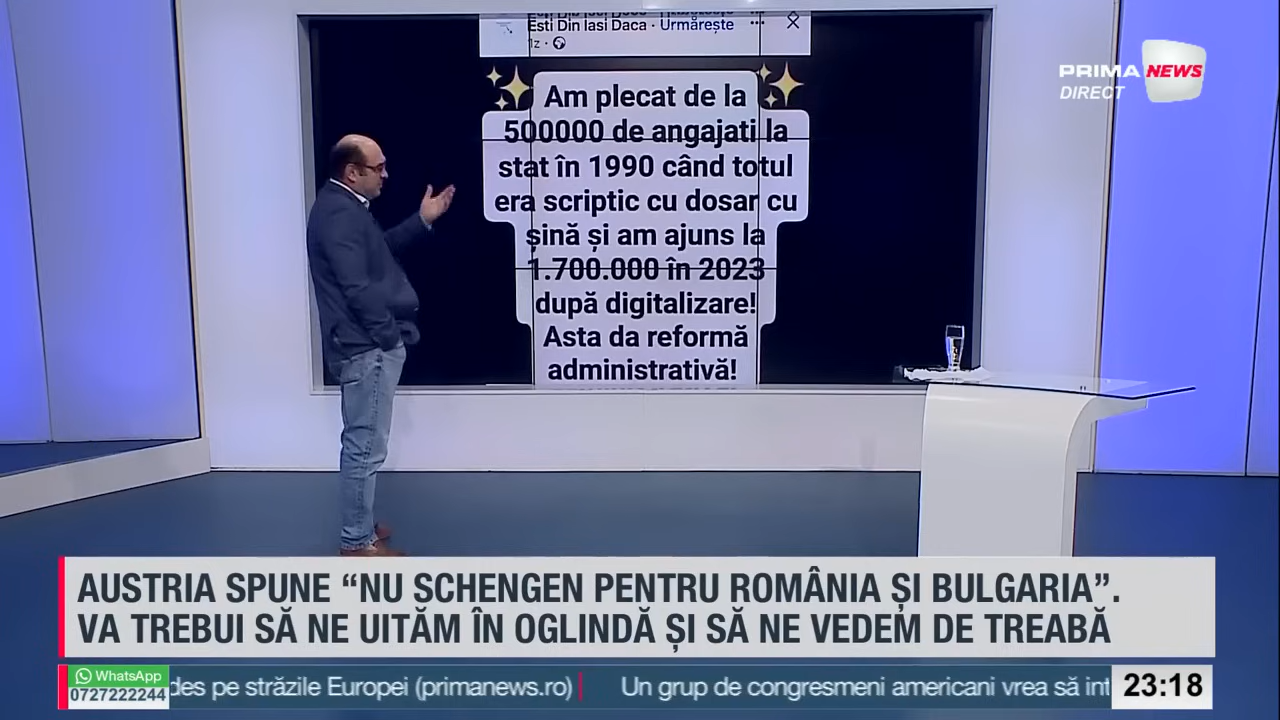 Esti Din Iasi Daca · Urmărește
1z
Am plecat de la
500000 de angajati la
stat în 1990 când totul
era scriptic cu dosar cu
șină și am ajuns la
1.700.000 în 2023
după digitalizare!
Asta da reformă
administrativă!
PRIMA NEWS
DIRECT
AUSTRIA SPUNE “NU SCHENGEN PENTRU ROMÂNIA ȘI BULGARIA”.
VA TREBUI SĂ NE UITĂM ÎN OGLINDĂ ȘI SĂ NE VEDEM DE TREABĂ
WhatsApp
0727222244
des pe străzile Europei (primanews.ro) | Un grup de congresmeni americani vrea să int
23:18